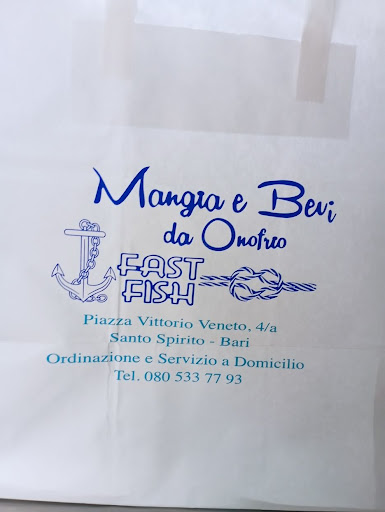 Mangia e Bevi
da Onofrio
FAST
FISH
Piazza Vittorio Veneto, 4/a
Santo Spirito - Bari
Ordinazione e Servizio a Domicilio
Tel. 080 533 77 93